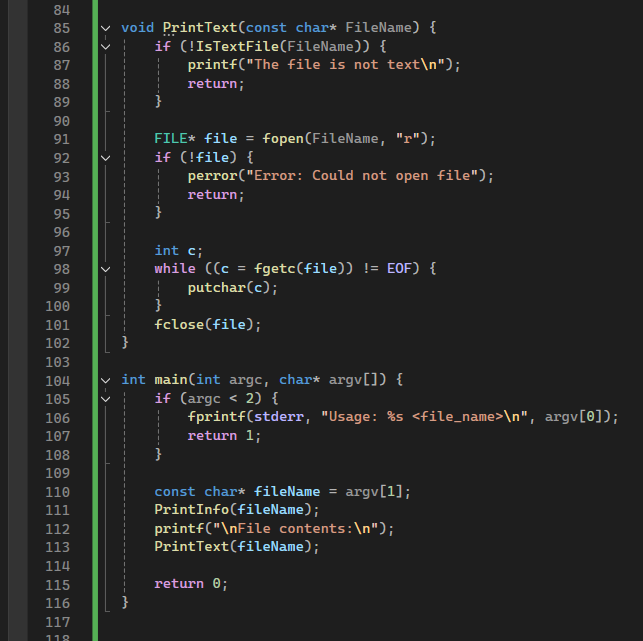 84
85 void PrintText(const char* FileName) {
86     if (!IsTextFile(FileName)) {
87         printf("The file is not text\n");
88         return;
89     }
90
91     FILE* file = fopen(FileName, "r");
92     if (!file) {
93         perror("Error: Could not open file");
94         return;
95     }
96
97     int c;
98     while ((c = fgetc(file)) != EOF) {
99         putchar(c);
100     }
101     fclose(file);
102 }
103
104 int main(int argc, char* argv[]) {
105     if (argc < 2) {
106         fprintf(stderr, "Usage: %s <file_name>\n", argv[0]);
107         return 1;
108     }
109
110     const char* fileName = argv[1];
111     PrintInfo(fileName);
112     printf("\nFile contents:\n");
113     PrintText(fileName);
114
115     return 0;
116 }
117
118